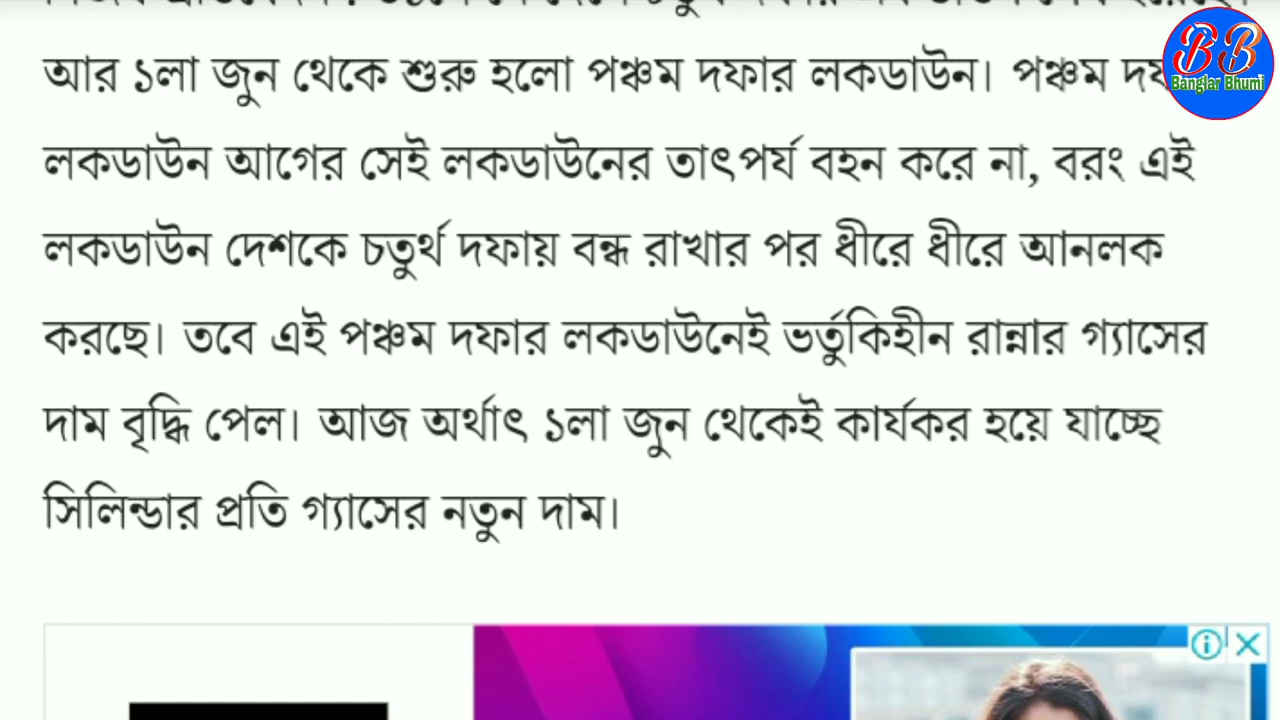 আর ১লা জুন থেকে শুরু হলো পঞ্চম দফার লকডাউন। পঞ্চম
লকডাউন আগের সেই লকডাউনের তাৎপর্য বহন করে না, বরং এই
লকডাউন দেশকে চতুর্থ দফায় বন্ধ রাখার পর ধীরে ধীরে আনলক
করছে। তবে এই পঞ্চম দফার লকডাউনেই ভর্তুকিহীন রান্নার গ্যাসের
দাম বৃদ্ধি পেল। আজ অর্থাৎ ১লা জুন থেকেই কার্যকর হয়ে যাচ্ছে
সিলিন্ডার প্রতি গ্যাসের নতুন দাম।
BB
Banglar Bhumi